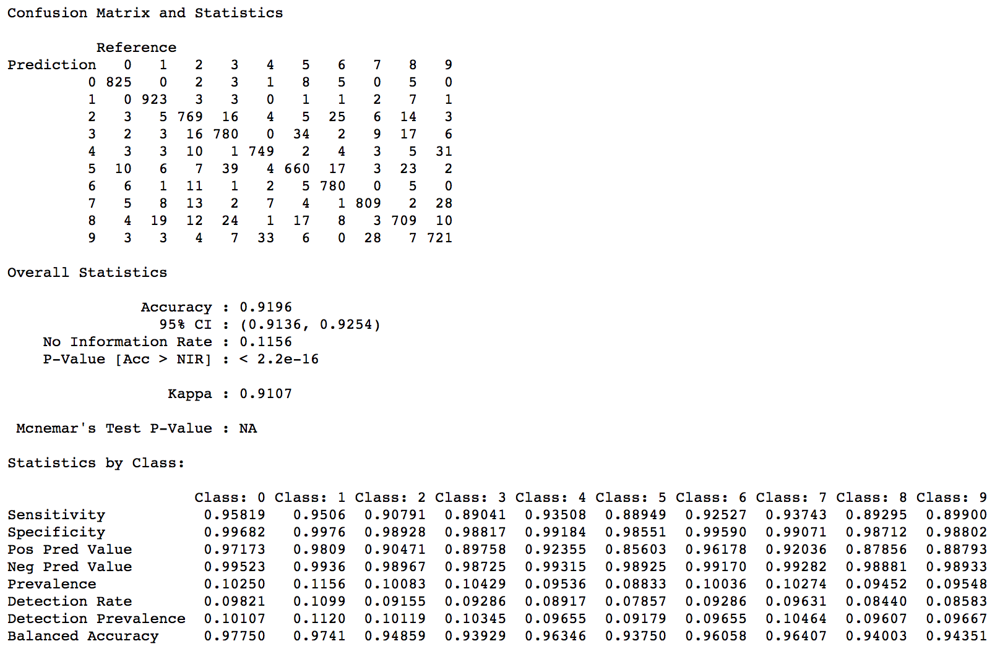 Confusion Matrix and Statistics
Reference
Prediction 0 1 2 3 4 5 6 7 8 9
0 825 0 2 3 1 8 5 0 5 0
1 0 923 3 3 0 1 1 2 7 1
2 3 5 769 16 4 5 25 6 14 3
3 2 3 16 780 0 34 2 9 17 6
4 3 3 10 1 749 2 4 3 5 31
5 10 6 7 39 4 660 17 3 23 2
6 6 1 11 1 2 5 780 0 5 0
7 5 8 13 2 7 4 1 809 2 28
8 4 19 12 24 1 17 8 3 709 10
9 3 3 4 7 33 6 0 28 7 721
Overall Statistics
Accuracy : 0.9196
95% CI : (0.9136, 0.9254)
No Information Rate : 0.1156
P-Value [Acc > NIR] : < 2.2e-16
Kappa : 0.9107
Mcnemar's Test P-Value : NA
Statistics by Class:
Class: 0 Class: 1 Class: 2 Class: 3 Class: 4 Class: 5 Class: 6 Class: 7 Class: 8 Class: 9
Sensitivity 0.95819 0.9506 0.90791 0.89041 0.93508 0.88949 0.92527 0.93743 0.89295 0.89900
Specificity 0.99682 0.9976 0.98928 0.98817 0.99184 0.98551 0.99590 0.99071 0.98712 0.98802
Pos Pred Value 0.97173 0.9809 0.90471 0.89758 0.92355 0.85603 0.96178 0.92036 0.87856 0.88793
Neg Pred Value 0.99523 0.9936 0.98967 0.98725 0.99315 0.98925 0.99170 0.99282 0.98881 0.98933
Prevalence 0.10250 0.1156 0.10083 0.10429 0.09536 0.08833 0.10036 0.10274 0.09452 0.09548
Detection Rate 0.09821 0.1099 0.09155 0.09286 0.08917 0.07857 0.09286 0.09631 0.08440 0.08583
Detection Prevalence 0.10107 0.1120 0.10119 0.10345 0.09655 0.09179 0.09655 0.10464 0.09607 0.09667
Balanced Accuracy 0.97750 0.9741 0.94859 0.93929 0.96346 0.93750 0.96058 0.96407 0.94003 0.94351